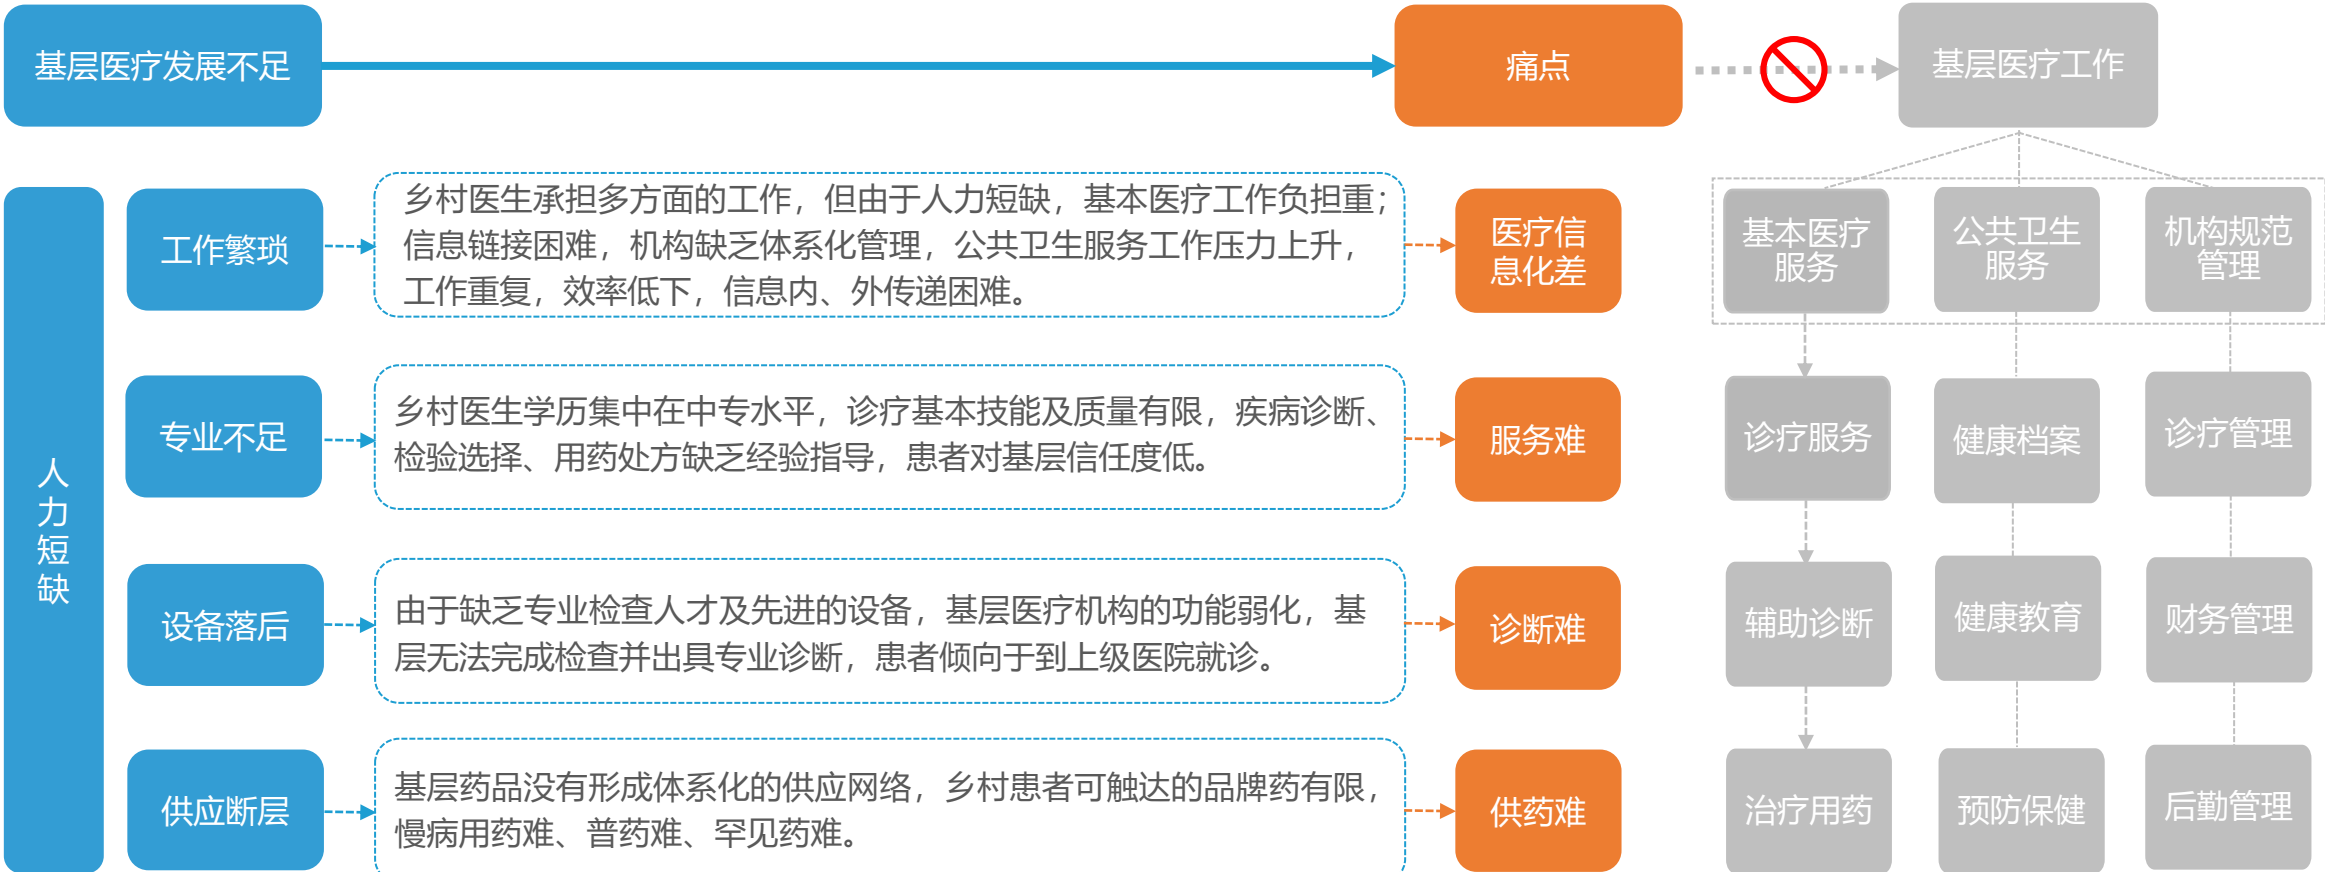 基层医疗发展不足
痛点
基层医疗工作
人力短缺
工作繁琐
乡村医生承担多方面的工作，但由于人力短缺，基本医疗工作负担重；
信息链接困难，机构缺乏体系化管理，公共卫生服务工作压力上升，
工作重复，效率低下，信息内、外传递困难。
医疗信
息化差
基本医疗
服务
公共卫生
服务
机构规范
管理
专业不足
乡村医生学历集中在中专水平，诊疗基本技能及质量有限，疾病诊断、
检验选择、用药处方缺乏经验指导，患者对基层信任度低。
服务难
诊疗服务
健康档案
诊疗管理
设备落后
由于缺乏专业检查人才及先进的设备，基层医疗机构的功能弱化，基
层无法完成检查并出具专业诊断，患者倾向于到上级医院就诊。
诊断难
辅助诊断
健康教育
财务管理
供应断层
基层药品没有形成体系化的供应网络，乡村患者可触达的品牌药有限，
慢病用药难、普药难、罕见药难。
供药难
治疗用药
预防保健
后勤管理